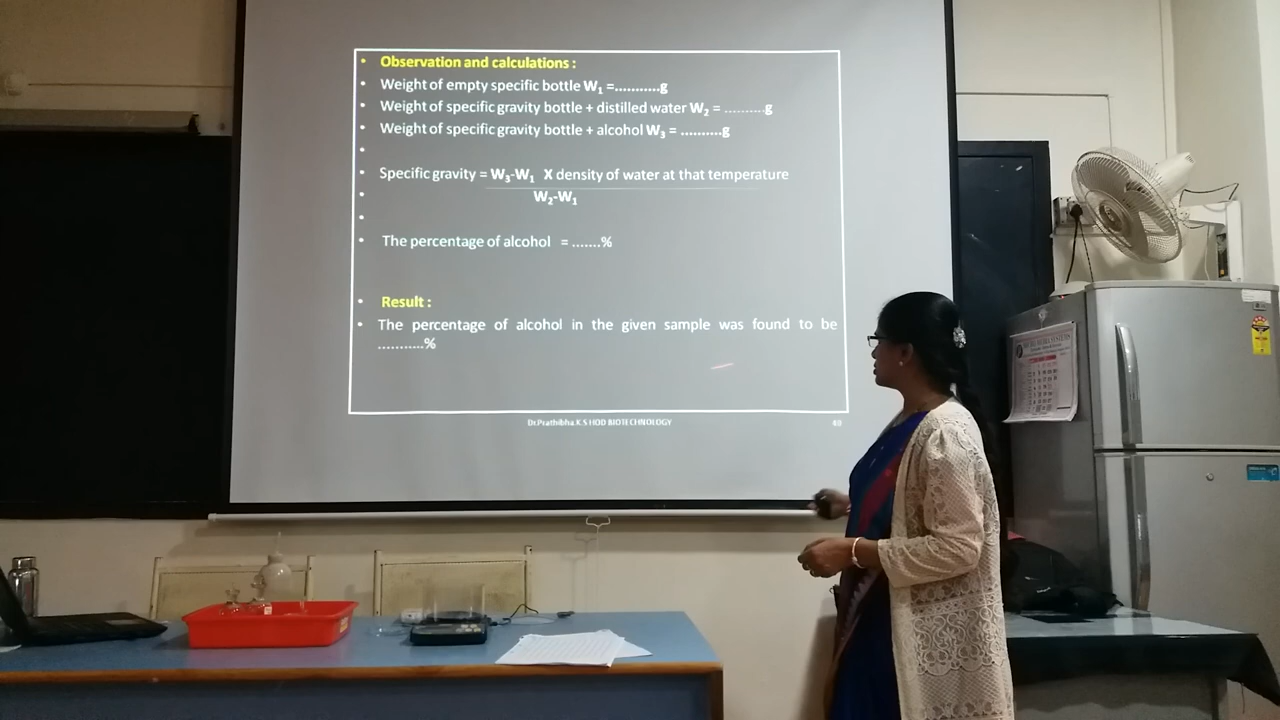 Observation and calculations :
Weight of empty specific bottle W₁ =...........g
Weight of specific gravity bottle + distilled water W₂ = ..........g
Weight of specific gravity bottle + alcohol W₃ = ..........g
Specific gravity = W₃-W₁ X density of water at that temperature
W₂-W₁
The percentage of alcohol = .......%
Result :
The percentage of alcohol in the given sample was found to be
...........%
Dr.Prathibha.K.S HOD BIOTECHNOLOGY